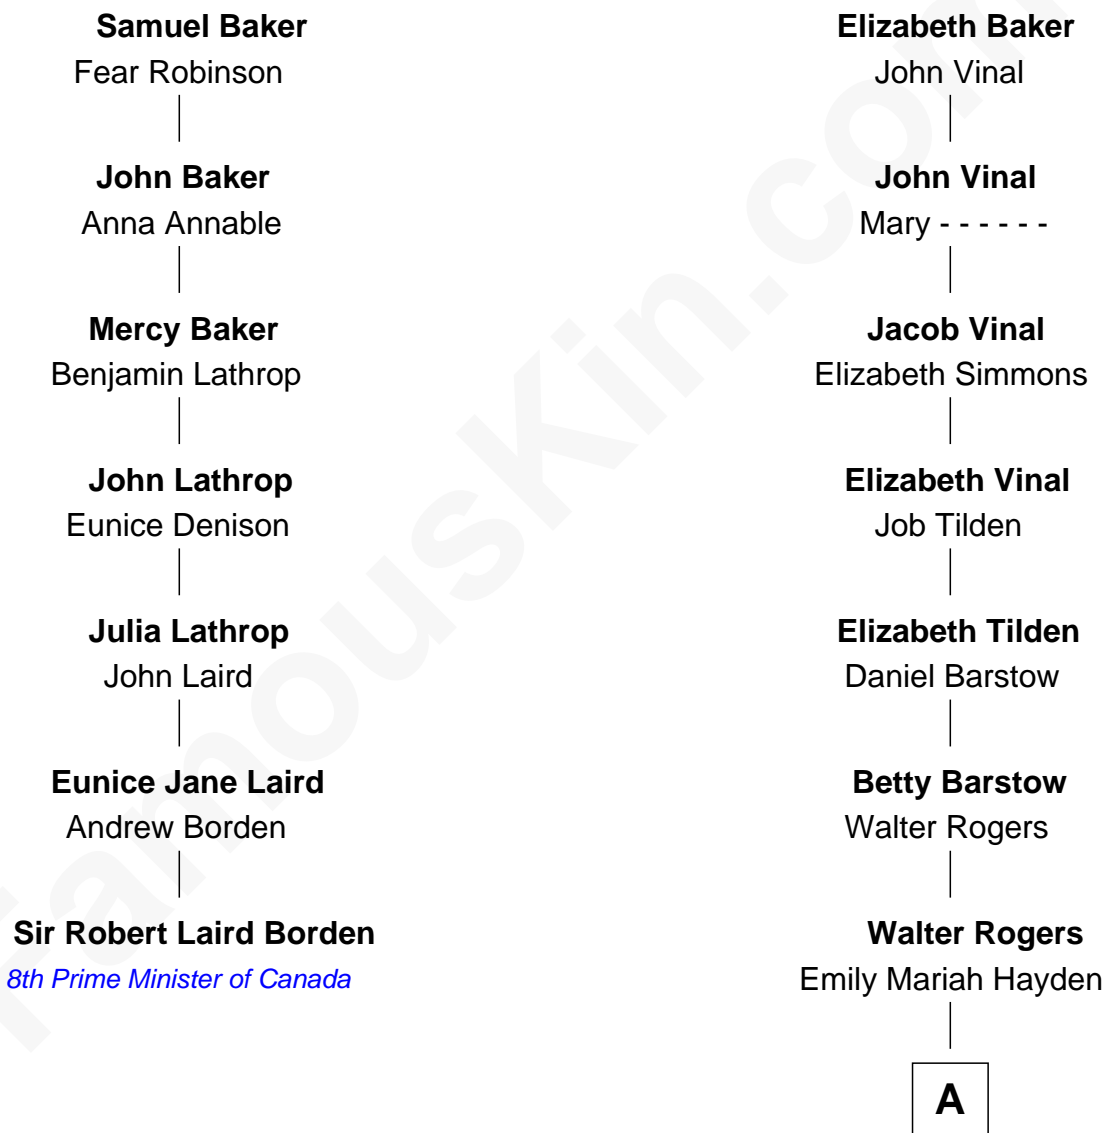 Samuel Baker
Fear Robinson
John Baker
Anna Annable
Mercy Baker
Benjamin Lathrop
John Lathrop
Eunice Denison
Julia Lathrop
John Laird
Eunice Jane Laird
Andrew Borden
Sir Robert Laird Borden
8th Prime Minister of Canada
Elizabeth Baker
John Vinal
John Vinal
Mary - - - - - -
Jacob Vinal
Elizabeth Simmons
Elizabeth Vinal
Job Tilden
Elizabeth Tilden
Daniel Barstow
Betty Barstow
Walter Rogers
Walter Rogers
Emily Mariah Hayden
A
FamousKin.com